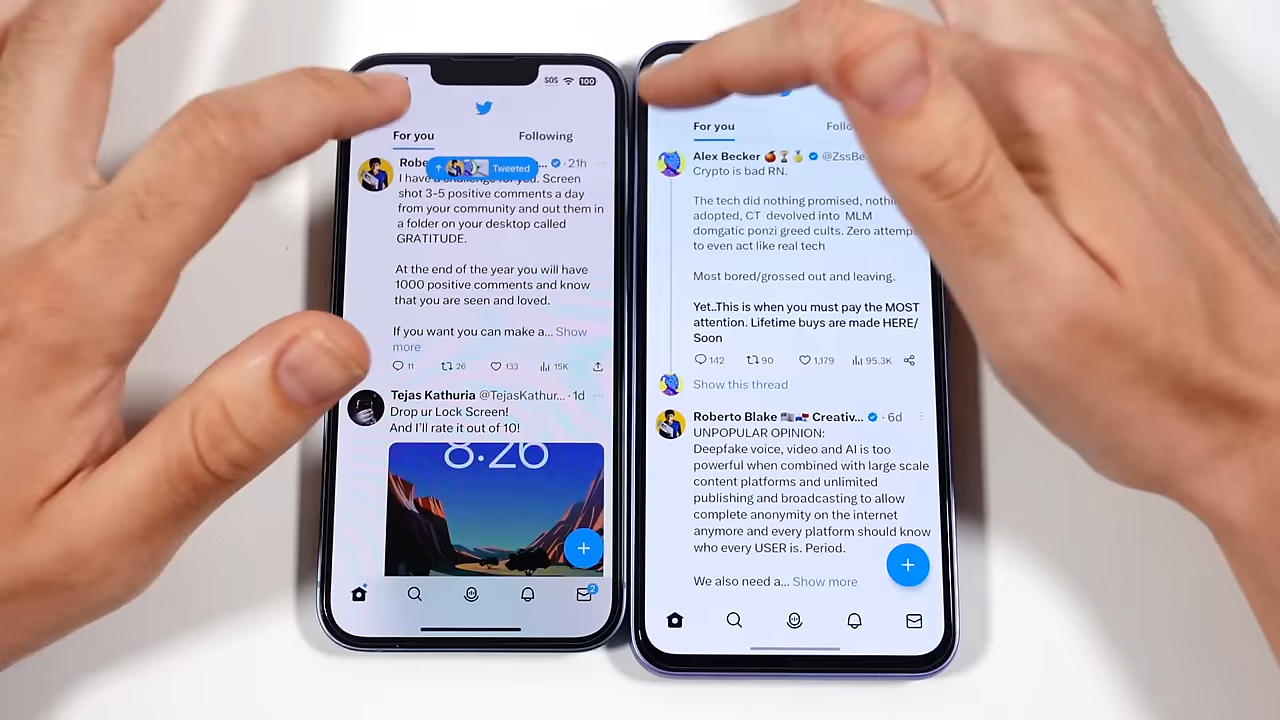 SOS 100
For you Following
Robe ... · 21h
↑ Tweeted
I have a challenge for you. Screen
shot 3-5 positive comments a day
from your community and out them in
a folder on your desktop called
GRATITUDE.
At the end of the year you will have
1000 positive comments and know
that you are seen and loved.
If you want you can make a... Show
more
11 26 133 15K
Tejas Kathuria @TejasKathur... · 1d
Drop ur Lock Screen!
And I'll rate it out of 10!
8:26
2
For you Follo
Alex Becker @ZssBe
Crypto is bad RN.
The tech did nothing promised, nothi
adopted, CT devolved into MLM
domgatic ponzi greed cults. Zero attemp
to even act like real tech
Most bored/grossed out and leaving.
Yet..This is when you must pay the MOST
attention. Lifetime buys are made HERE/
Soon
142 90 1,179 95.3K
Show this thread
Roberto Blake Creativ... · 6d
UNPOPULAR OPINION:
Deepfake voice, video and AI is too
powerful when combined with large scale
content platforms and unlimited
publishing and broadcasting to allow
complete anonymity on the internet
anymore and every platform should know
who every USER is. Period.
We also need a... Show more